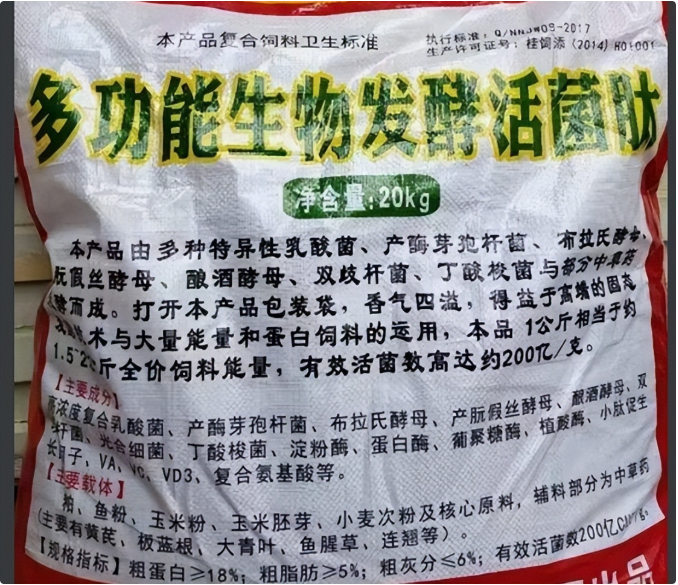 本产品复合饲料卫生标准
执行标准：Q/NNJW09-2017
生产许可证号：桂饲添（2014）H01001
多功能生物发酵活菌肽
净含量：20kg
本产品由多种特异性乳酸菌、产酶芽孢杆菌、布拉氏酵母、
朊假丝酵母、酿酒酵母、双歧杆菌、丁酸梭菌与部分中草药
酵而成。打开本产品包装袋，香气四溢，得益于高端的固态
技术与大量能量和蛋白饲料的运用，本品1公斤相当于约
1.5-2公斤全价饲料能量，有效活菌数高达约200亿/克。
【主要成分】
高浓度复合乳酸菌、产酶芽孢杆菌、布拉氏酵母、产朊假丝酵母、酿酒酵母、双
杆菌、光合细菌、丁酸梭菌、淀粉酶、蛋白酶、葡聚糖酶、植酸酶、小肽促生
长因子、VA、VC、VD3、复合氨基酸等。
【主要载体】
粕、鱼粉、玉米粉、玉米胚芽、小麦次粉及核心原料，辅料部分为中草药
（主要有黄芪、板蓝根、大青叶、鱼腥草、连翘等）。
【规格指标】粗蛋白≥18%；粗脂肪≥5%；粗灰分≤6%；有效活菌数200亿
出品